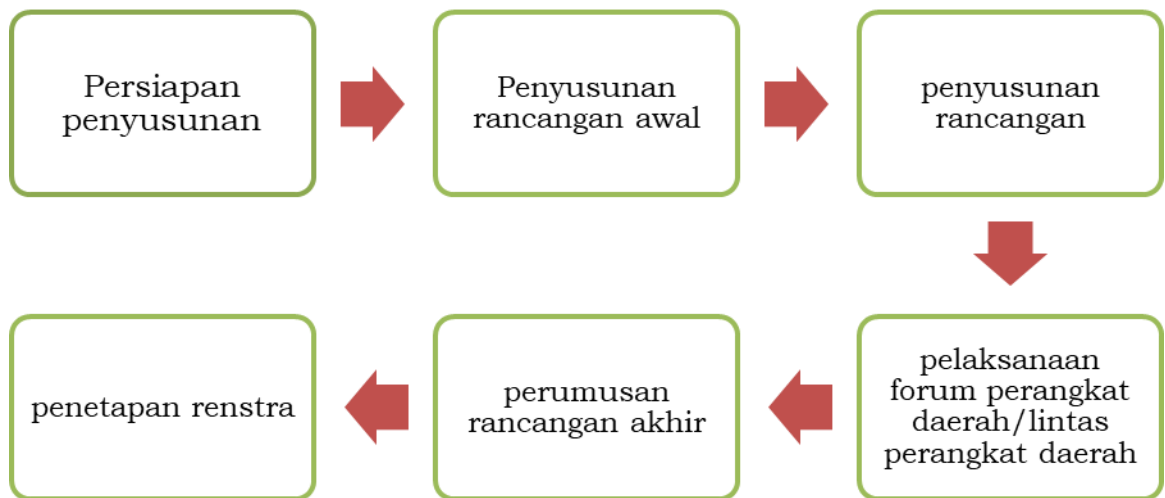 Persiapan
penyusunan
Penyusunan
rancangan awal
penyusunan
rancangan
pelaksanaan
forum perangkat
daerah/lintas
perangkat daerah
perumusan
rancangan akhir
penetapan renstra